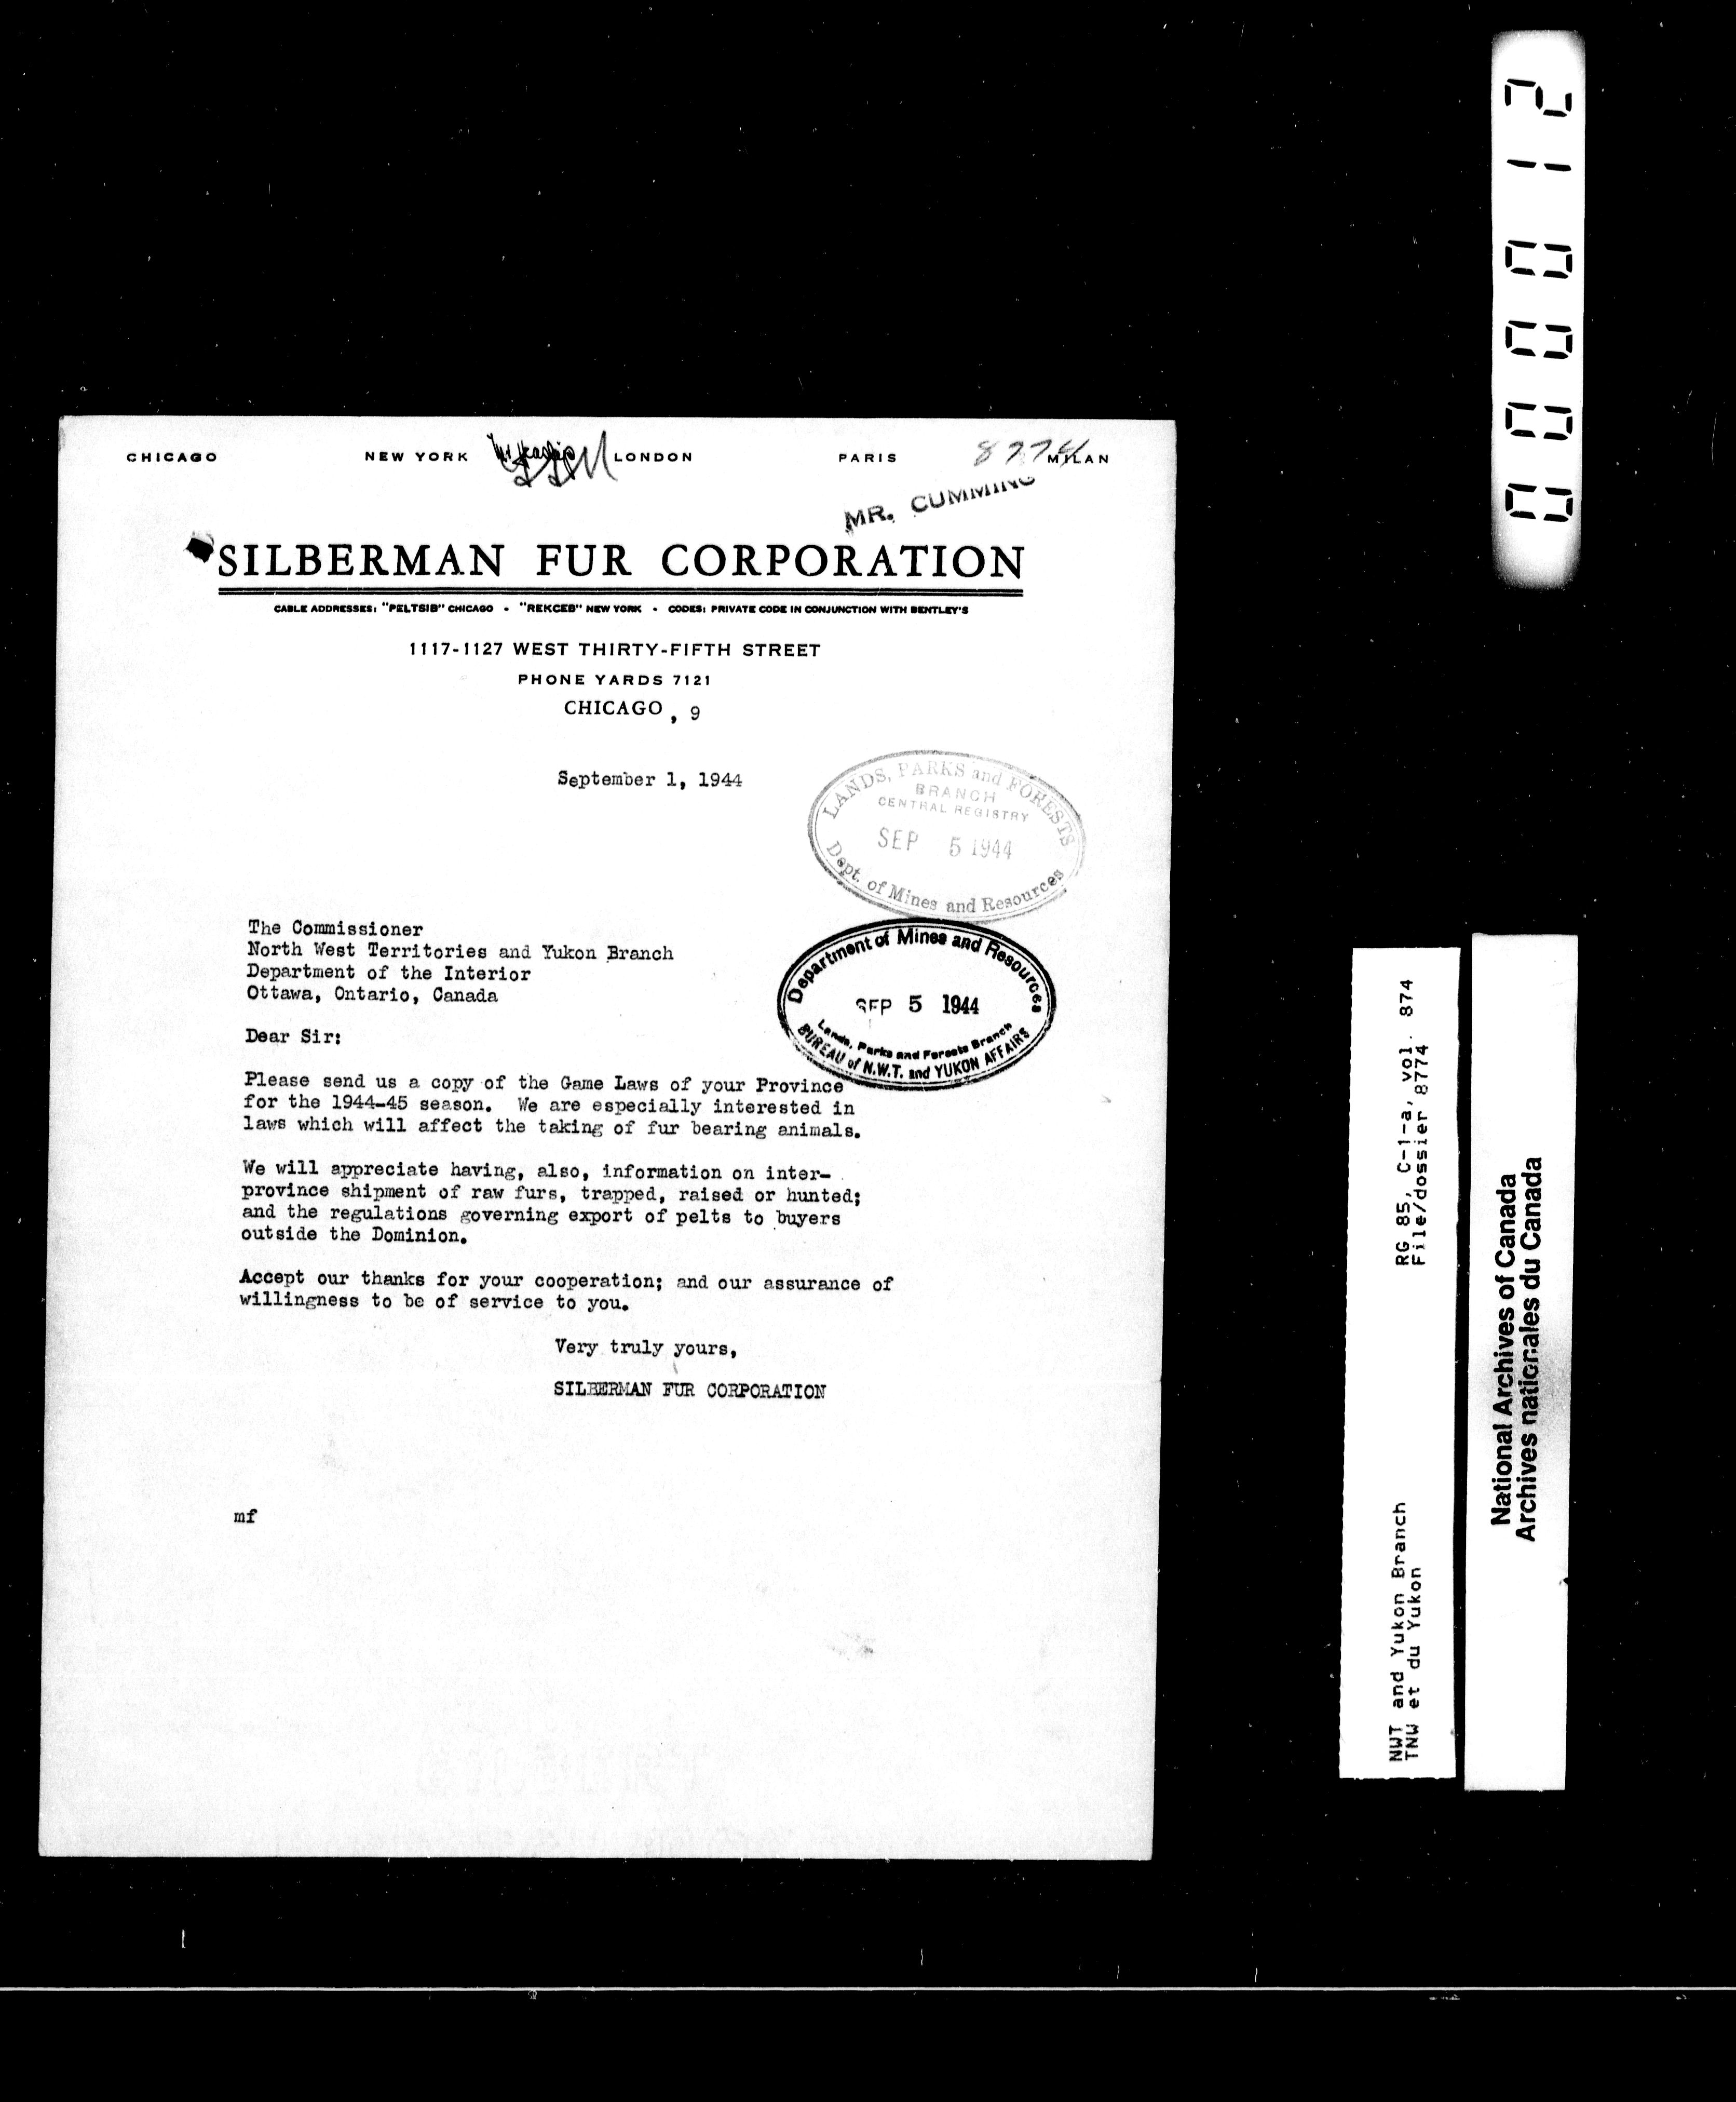 CHICAGO NEW YORK LONDON PARIS MILAN
8774
MR. CUMMING
SILBERMAN FUR CORPORATION
CABLE ADDRESSES: "PELTSIB" CHICAGO • "REKCEB" NEW YORK • CODES: PRIVATE CODE IN CONJUNCTION WITH BENTLEY'S
1117-1127 WEST THIRTY-FIFTH STREET
PHONE YARDS 7121
CHICAGO, 9
September 1, 1944
LANDS, PARKS and FORESTS
BRANCH
CENTRAL REGISTRY
SEP 5 1944
Dept. of Mines and Resources
The Commissioner
North West Territories and Yukon Branch
Department of the Interior
Ottawa, Ontario, Canada
Department of Mines and Resources
SEP 5 1944
Lands, Parks and Forests Branch
BUREAU of N.W.T. and YUKON AFFAIRS
Dear Sir:
Please send us a copy of the Game Laws of your Province
for the 1944-45 season. We are especially interested in
laws which will affect the taking of fur bearing animals.
We will appreciate having, also, information on inter-
province shipment of raw furs, trapped, raised or hunted;
and the regulations governing export of pelts to buyers
outside the Dominion.
Accept our thanks for your cooperation; and our assurance of
willingness to be of service to you.
Very truly yours,
SILBERMAN FUR CORPORATION
mf
000012
NWT and Yukon Branch RG 85, C-1-a, vol. 874
TNW et du Yukon File/dossier 8774
National Archives of Canada
Archives nationales du Canada